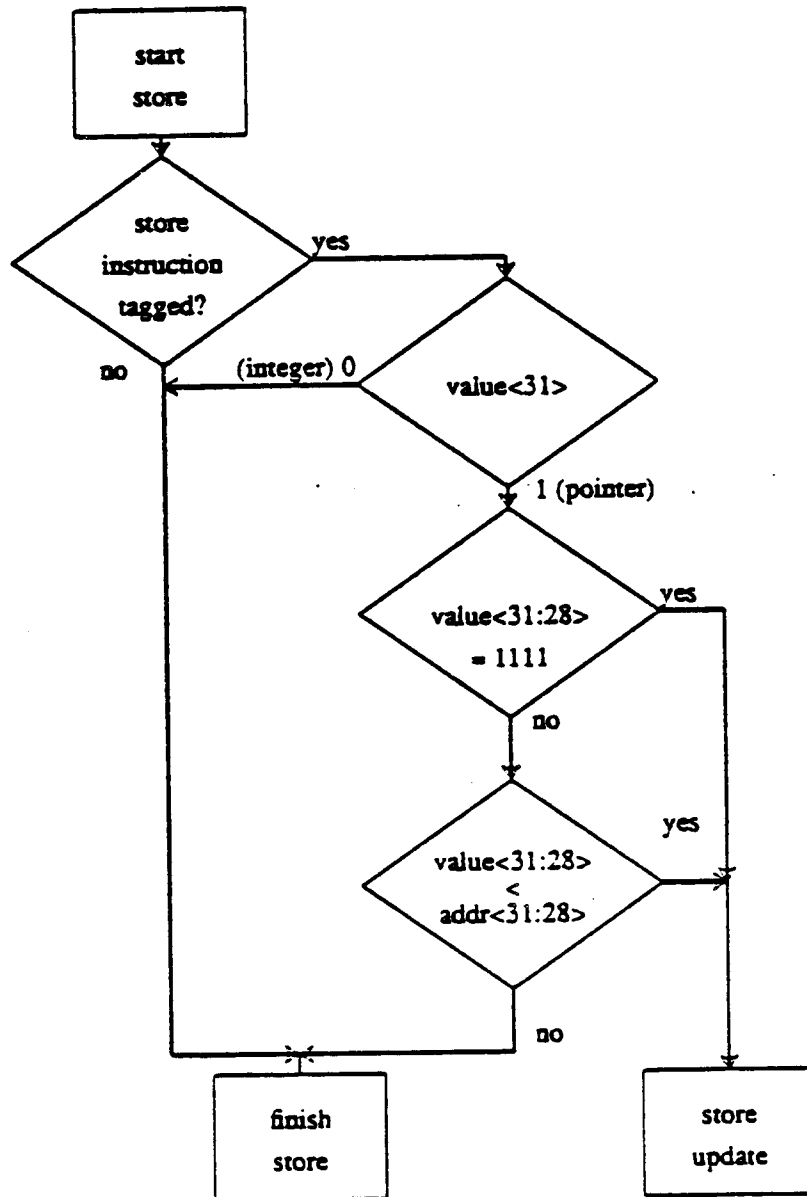 start
store
store
instruction
tagged?
yes
no
(integer) 0
value<31>
1 (pointer)
value<31:28>
= 1111
yes
no
value<31:28>
<
addr<31:28>
yes
no
finish
store
store
update